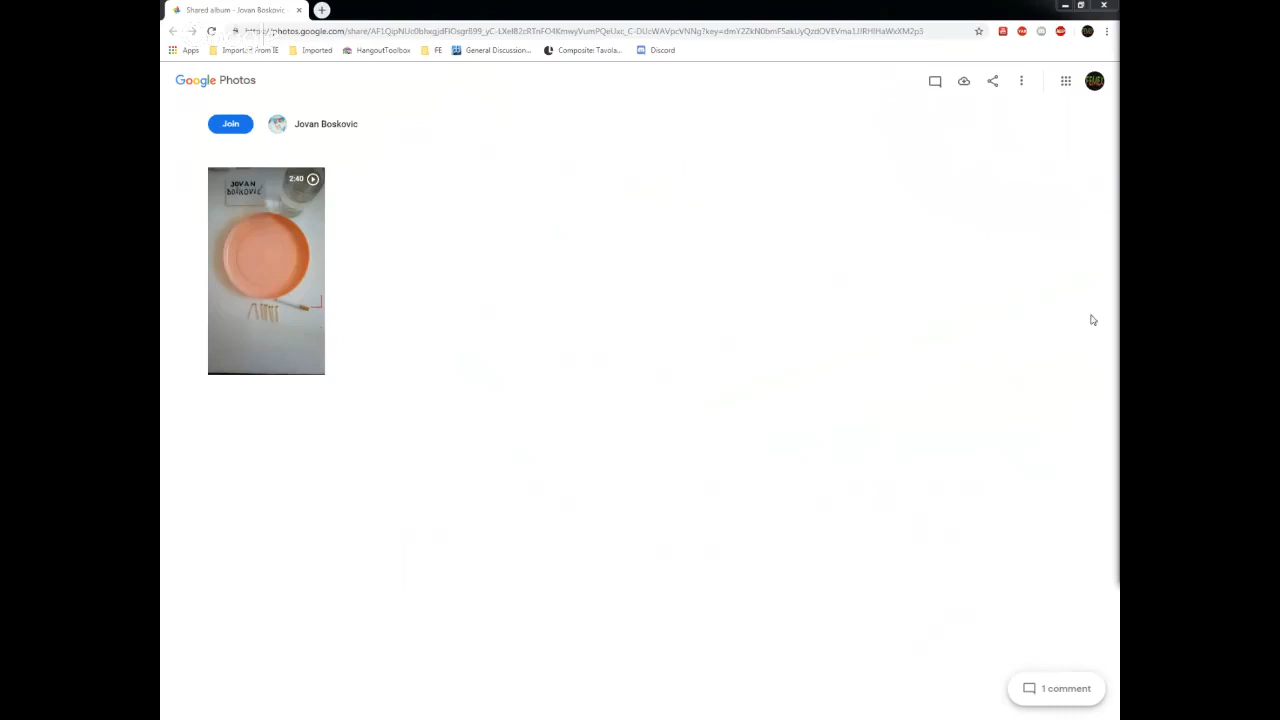 Shared album - Jovan Boskovic
Apps
Imported From IE
Imported
HangoutToolbox
FE
General Discussion...
Composite: Tavola...
Discord
Google Photos
Join
Jovan Boskovic
2:40
JOVAN
BOŠKOVIĆ
1 comment